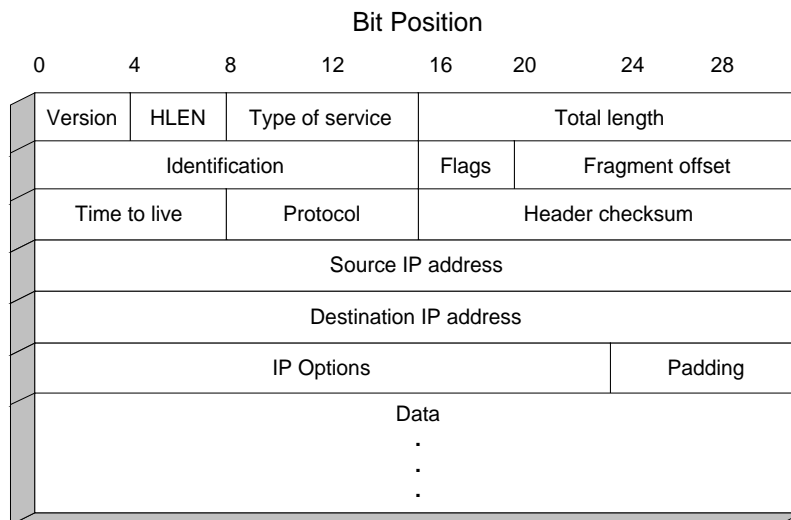 Bit Position
0 4 8 12 16 20 24 28
Version HLEN Type of service Total length
Identification Flags Fragment offset
Time to live Protocol Header checksum
Source IP address
Destination IP address
IP Options Padding
Data
.
.
.